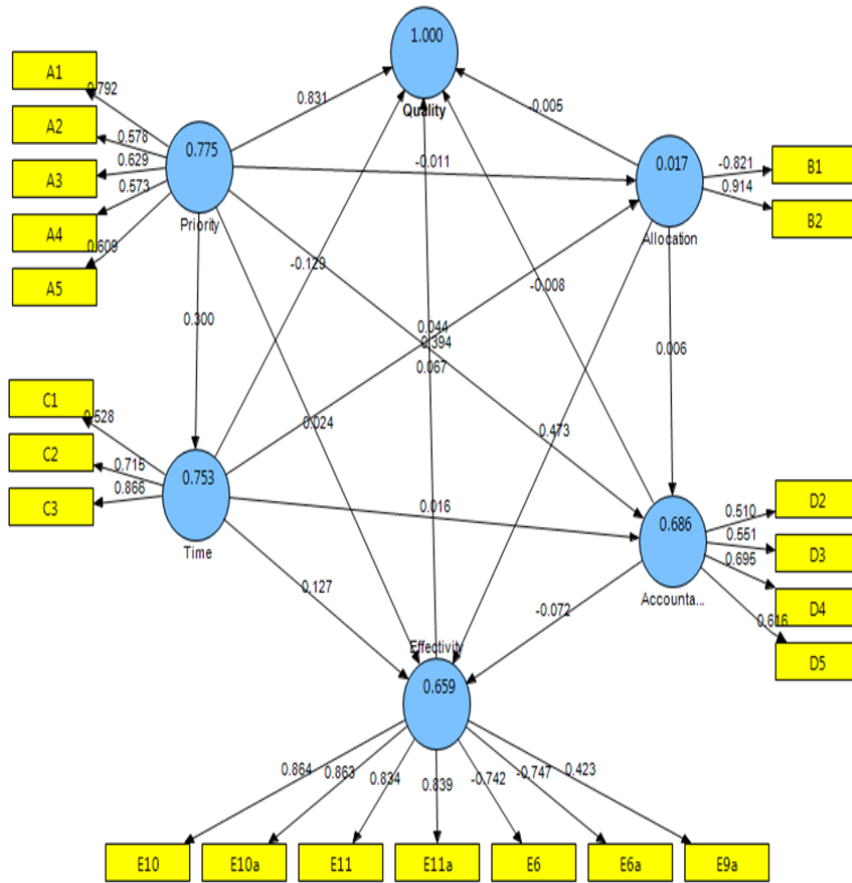 1.000
Quality
A1
A2
A3
A4
A5
0.792
0.578
0.629
0.573
0.609
0.775
Priority
0.831
-0.005
-0.011
0.017
Allocation
-0.821
0.914
B1
B2
-0.129
-0.008
0.300
0.044
0.394
0.067
0.006
0.024
0.473
C1
C2
C3
0.528
0.715
0.866
0.753
Time
0.016
0.127
0.686
Accounta...
0.510
0.551
0.695
0.616
D2
D3
D4
D5
-0.072
Effectivity
0.659
0.864
0.863
0.834
0.839
-0.742
-0.747
0.423
E10
E10a
E11
E11a
E6
E6a
E9a